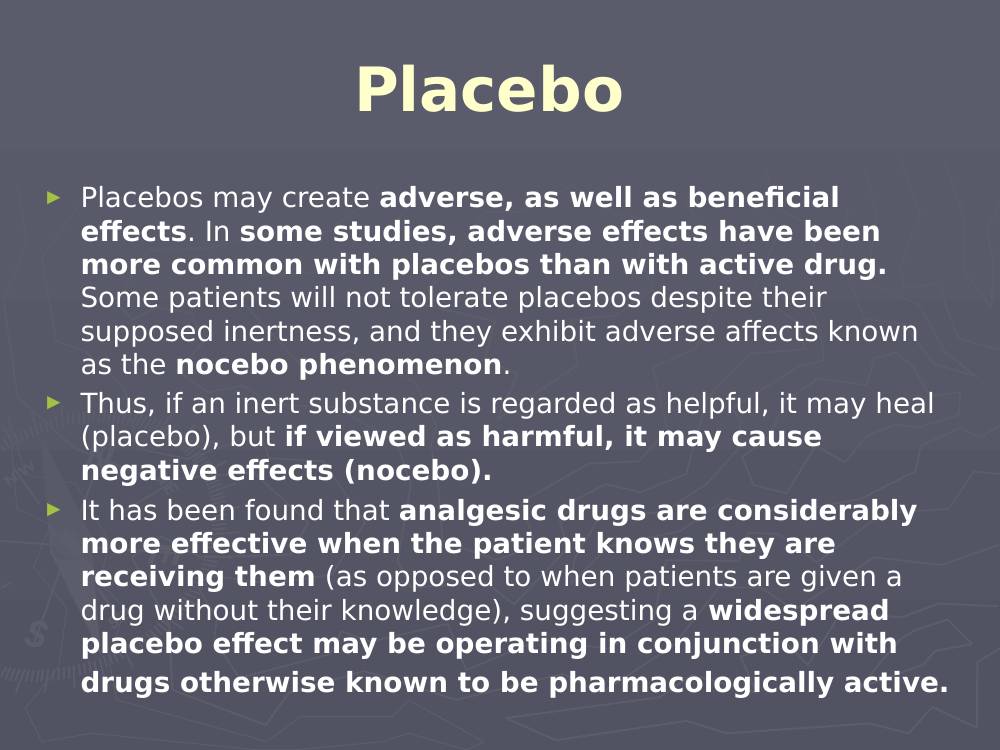 Placebo
► Placebos may create adverse, as well as beneficial
effects. In some studies, adverse effects have been
more common with placebos than with active drug.
Some patients will not tolerate placebos despite their
supposed inertness, and they exhibit adverse affects known
as the nocebo phenomenon.
► Thus, if an inert substance is regarded as helpful, it may heal
(placebo), but if viewed as harmful, it may cause
negative effects (nocebo).
► It has been found that analgesic drugs are considerably
more effective when the patient knows they are
receiving them (as opposed to when patients are given a
drug without their knowledge), suggesting a widespread
placebo effect may be operating in conjunction with
drugs otherwise known to be pharmacologically active.
NW
S